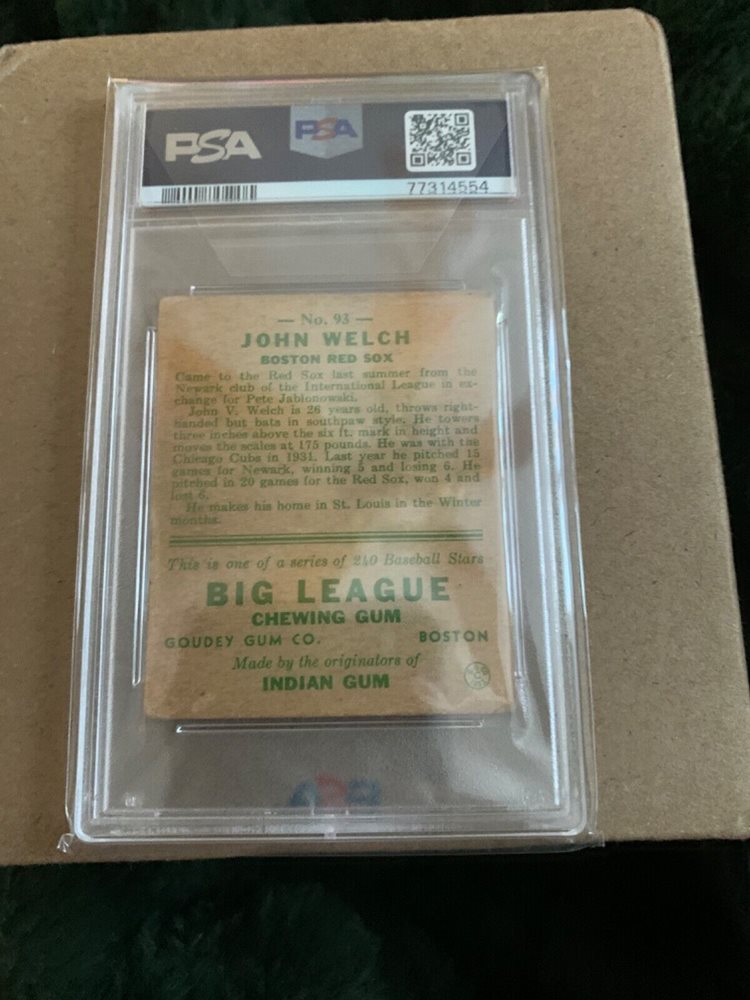 PSA
PSA
77314554
— No. 93 —
JOHN WELCH
BOSTON RED SOX
Came to the Red Sox last summer from the
Newark club of the International League in ex-
change for Pete Jablonowski.
John V. Welch is 26 years old, throws right-
handed but bats in southpaw style. He towers
three inches above the six ft. mark in height and
moves the scales at 175 pounds. He was with the
Chicago Cubs in 1931. Last year he pitched 15
games for Newark, winning 5 and losing 6. He
pitched in 20 games for the Red Sox, won 4 and
lost 6.
He makes his home in St. Louis in the Winter
months.
This is one of a series of 240 Baseball Stars
BIG LEAGUE
CHEWING GUM
GOUDEY GUM CO. BOSTON
Made by the originators of
INDIAN GUM